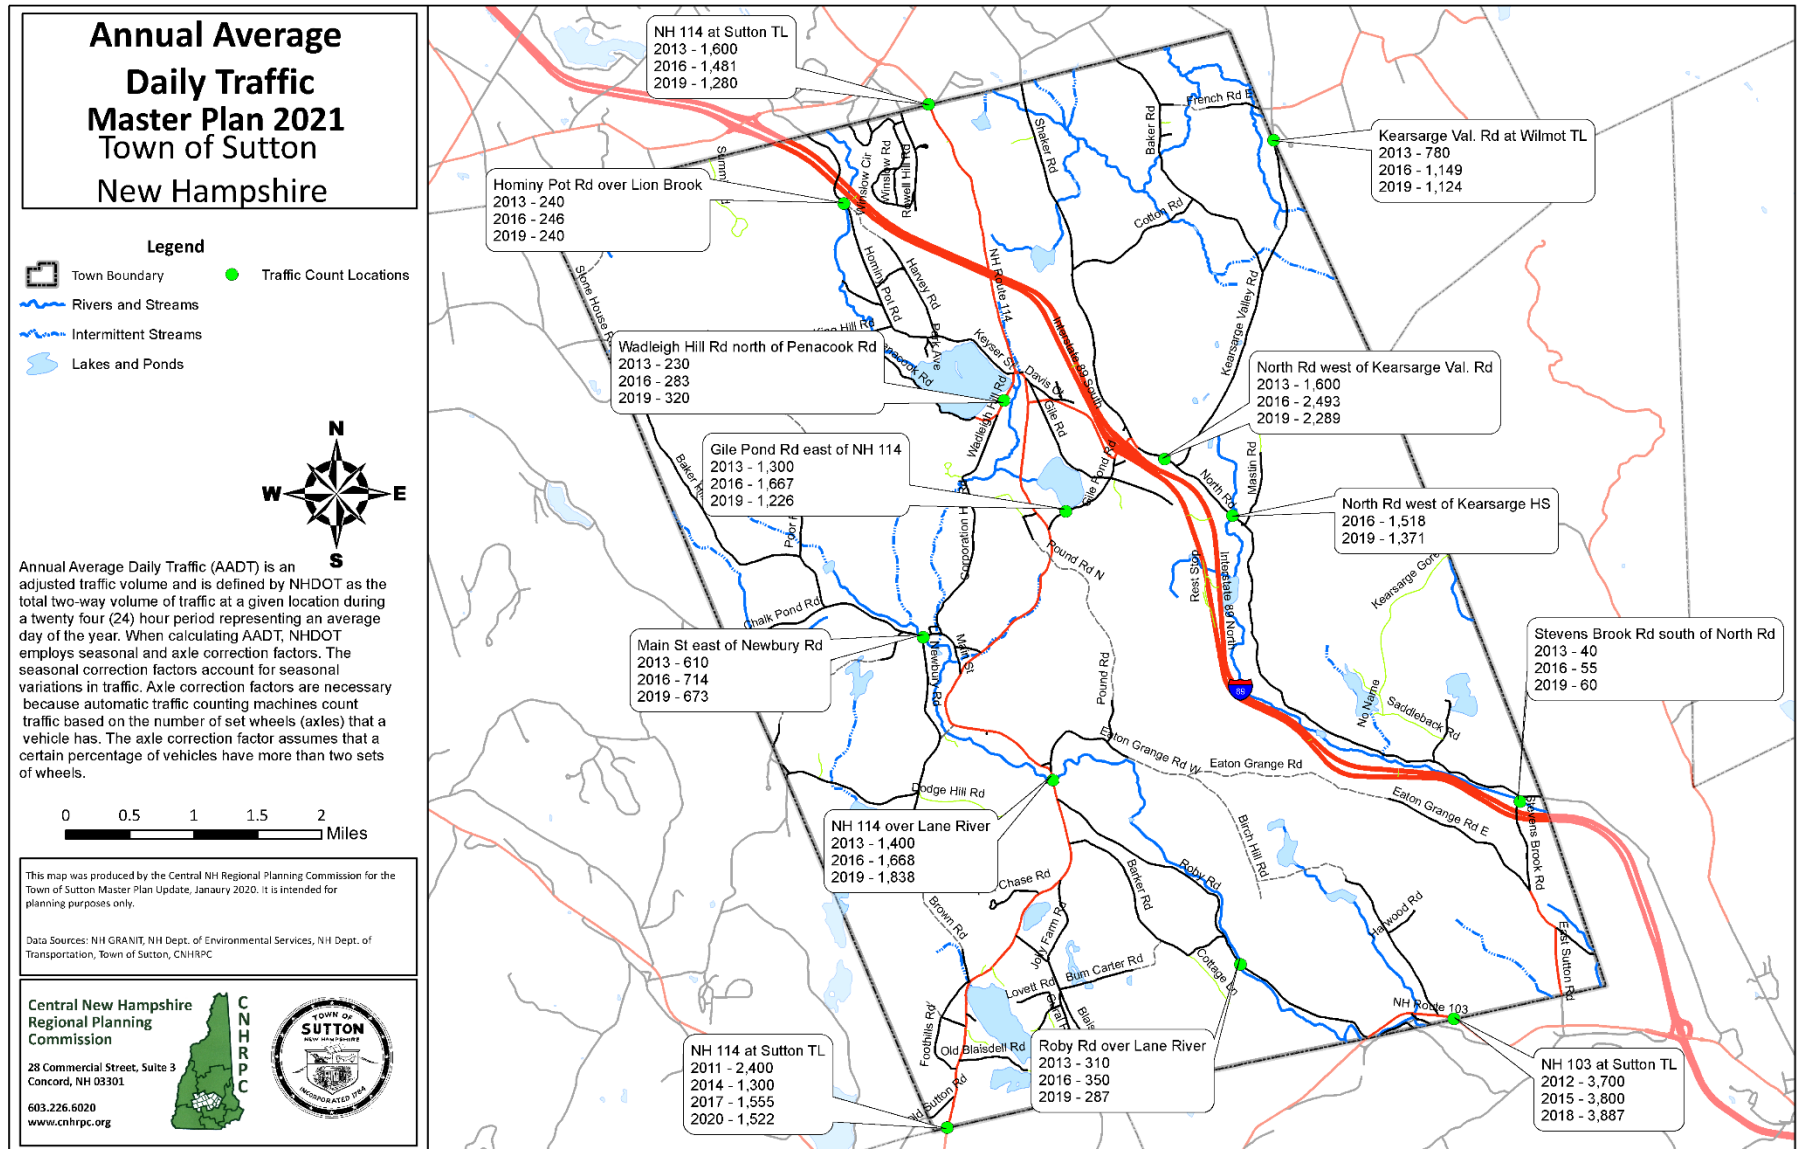 Annual Average
Daily Traffic
Master Plan 2021
Town of Sutton
New Hampshire
Legend
Town Boundary
Traffic Count Locations
Rivers and Streams
Intermittent Streams
Lakes and Ponds
N
W E
S
Annual Average Daily Traffic (AADT) is an
adjusted traffic volume and is defined by NHDOT as the
total two-way volume of traffic at a given location during
a twenty four (24) hour period representing an average
day of the year. When calculating AADT, NHDOT
employs seasonal and axle correction factors. The
seasonal correction factors account for seasonal
variations in traffic. Axle correction factors are necessary
because automatic traffic counting machines count
traffic based on the number of set wheels (axles) that a
vehicle has. The axle correction factor assumes that a
certain percentage of vehicles have more than two sets
of wheels.
0 0.5 1 1.5 2
Miles
This map was produced by the Central NH Regional Planning Commission for the
Town of Sutton Master Plan Update, Janaury 2020. It is intended for
planning purposes only.
Data Sources: NH GRANIT, NH Dept. of Environmental Services, NH Dept. of
Transportation, Town of Sutton, CNHRPC
Central New Hampshire
Regional Planning
Commission
28 Commercial Street, Suite 3
Concord, NH 03301
603.226.6020
www.cnhrpc.org
C
N
H
R
P
C
TOWN OF
SUTTON
NEW HAMPSHIRE
INCORPORATED 1784
NH 114 at Sutton TL
2013 - 1,600
2016 - 1,481
2019 - 1,280
Kearsarge Val. Rd at Wilmot TL
2013 - 780
2016 - 1,149
2019 - 1,124
Hominy Pot Rd over Lion Brook
2013 - 240
2016 - 246
2019 - 240
Wadleigh Hill Rd north of Penacook Rd
2013 - 230
2016 - 283
2019 - 320
North Rd west of Kearsarge Val. Rd
2013 - 1,600
2016 - 2,493
2019 - 2,289
Gile Pond Rd east of NH 114
2013 - 1,300
2016 - 1,667
2019 - 1,226
North Rd west of Kearsarge HS
2016 - 1,518
2019 - 1,371
Main St east of Newbury Rd
2013 - 610
2016 - 714
2019 - 673
Stevens Brook Rd south of North Rd
2013 - 40
2016 - 55
2019 - 60
NH 114 over Lane River
2013 - 1,400
2016 - 1,668
2019 - 1,838
NH 114 at Sutton TL
2011 - 2,400
2014 - 1,300
2017 - 1,555
2020 - 1,522
Roby Rd over Lane River
2013 - 310
2016 - 350
2019 - 287
NH 103 at Sutton TL
2012 - 3,700
2015 - 3,800
2018 - 3,887
French Rd E
Baker Rd
Shaker Rd
Cotton Rd
Winslow Cir
Winslow Rd
Rowell Hill Rd
Hominy Pot Rd
Harvey Rd
Stone House
NH Route 114
Interstate 89 South
Kearsarge Valley Rd
King Hill Rd
Park Ave
Keyser St
Davis
Gile Rd
Wadleigh Hill Rd
Gile Pond Rd
North Rd
Mastin Rd
Baker
Corporation
Round Rd N
Rest Stop
Interstate 89 North
89
Kearsarge Gore
Chalk Pond Rd
Main St
Newbury Rd
Pound Rd
No Name
Saddleback Rd
Eaton Grange Rd W
Eaton Grange Rd
Eaton Grange Rd E
Stevens Brook Rd
Dodge Hill Rd
Birch Hill Rd
Roby Rd
Barker Rd
Chase Rd
Brown Rd
Jolly Farm Rd
Harwood Rd
East Sutton Rd
Bum Carter Rd
Cottage Ln
Lovett Rd
Foothills Rd
Old Blaisdell Rd
NH Route 103
Sutton Rd